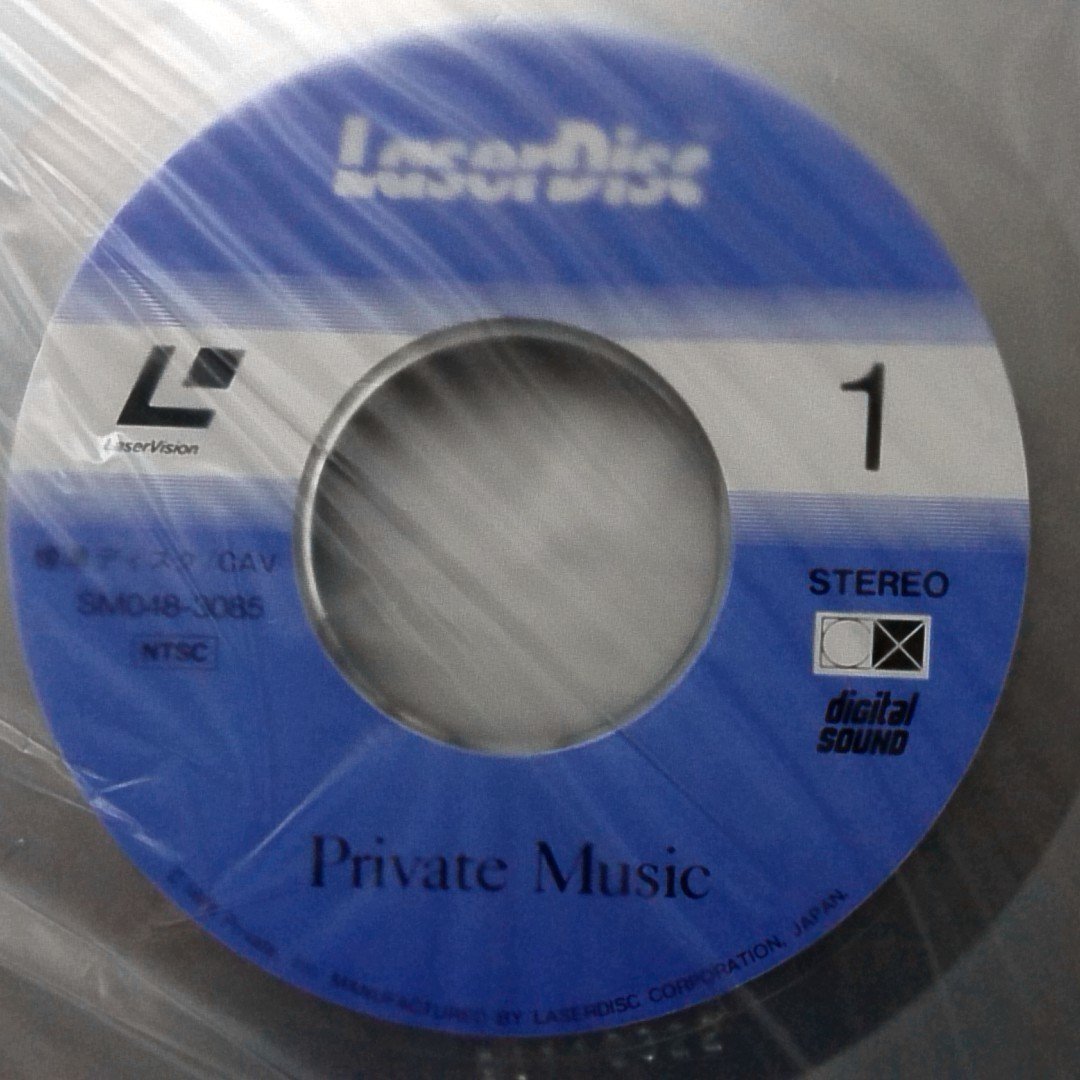 LaserDisc
LaserVision
1
ディスク/CAV
SM048-3085
NTSC
STEREO
digital
SOUND
Private Music
MANUFACTURED BY LASERDISC CORPORATION, JAPAN.